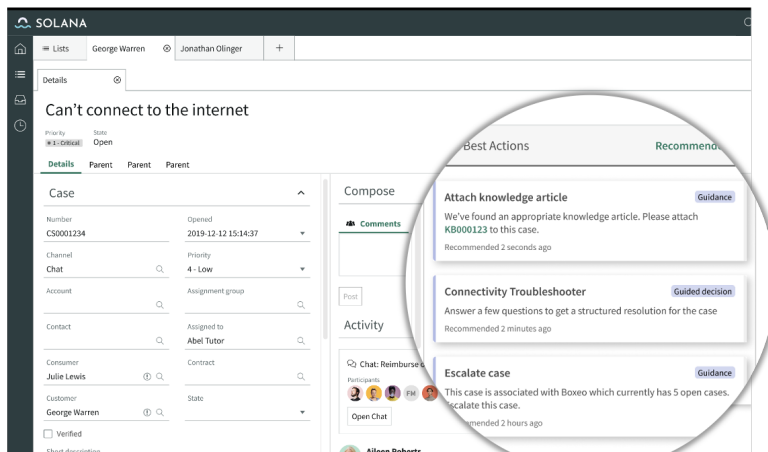 SOLANA
Lists
George Warren
Jonathan Olinger
Details
Can't connect to the internet
Priority
State
1 - Critical
Open
Details
Parent
Parent
Parent
Case
Number
CS0001234
Opened
2019-12-12 15:14:37
Channel
Chat
Priority
4 - Low
Account
Assignment group
Contact
Assigned to
Abel Tutor
Consumer
Julie Lewis
Contract
Customer
George Warren
State
Verified
Short description
Compose
Comments
Post
Activity
Chat: Reimburse
Participants
FM
Open Chat
Aileen Roberts
Best Actions
Attach knowledge article
Guidance
We've found an appropriate knowledge article. Please attach
KB000123 to this case.
Recommended 2 seconds ago
Connectivity Troubleshooter
Guided decision
Answer a few questions to get a structured resolution for the case
Recommended 2 minutes ago
Escalate case
Guidance
This case is associated with Boxeo which currently has 5 open cases.
Escalate this case.
Recommended 2 hours ago